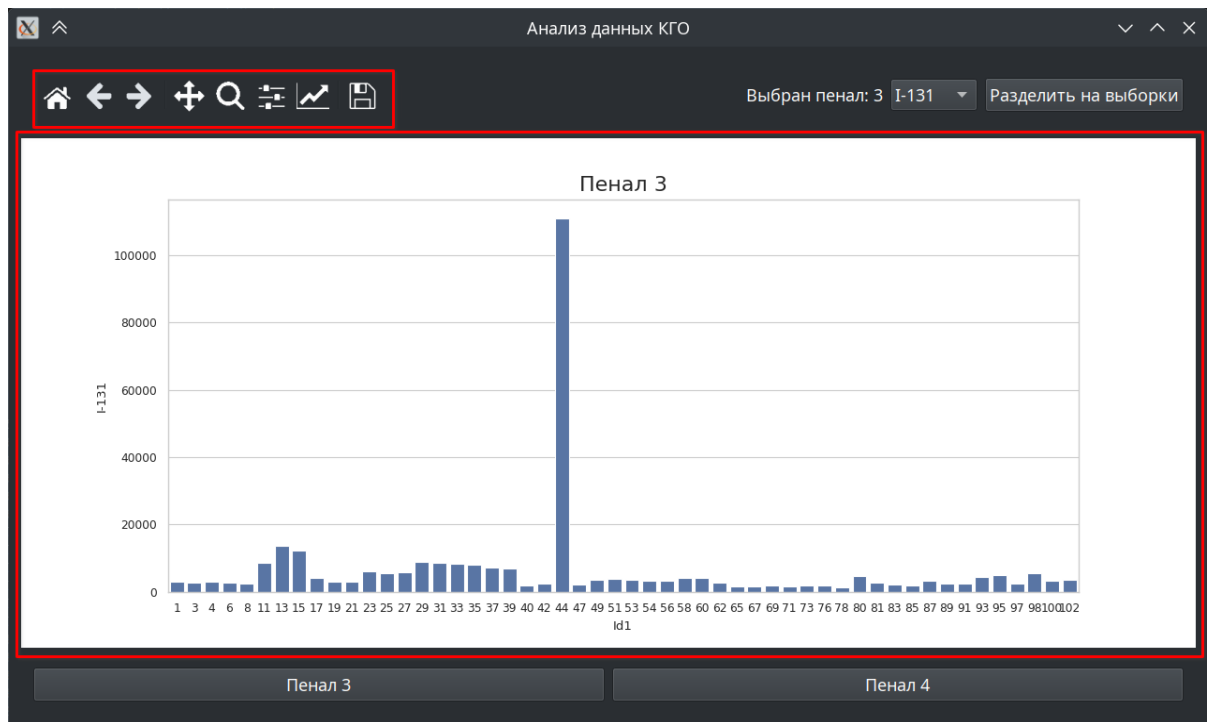 Анализ данных КГО
Выбран пенал: 3 I-131 Разделить на выборки
Пенал 3
100000
80000
60000
40000
20000
0
I-131
1 3 4 6 8 11 13 15 17 19 21 23 25 27 29 31 33 35 37 39 40 42 44 47 49 51 53 54 56 58 60 62 65 67 69 71 73 76 78 80 81 83 85 87 89 91 93 95 97 98 100 102
Id1
Пенал 3 Пенал 4